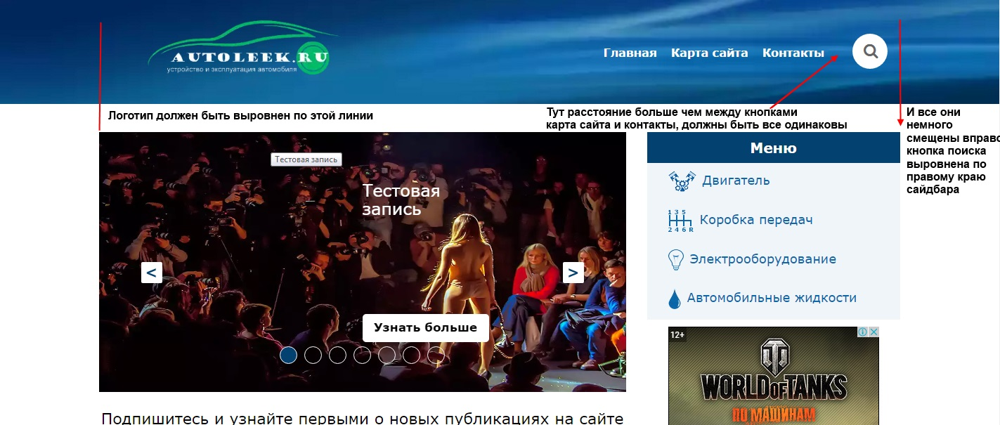 AUTOLEEK.RU
устройство и эксплуатация автомобиля
Главная Карта сайта Контакты
Логотип должен быть выровнен по этой линии
Тут расстояние больше чем между кнопками
карта сайта и контакты, должны быть все одинаковы
И все они
немного
смещены вправо
кнопка поиска
выровнена по
правому краю
сайдбара
Тестовая запись
Тестовая
запись
<
>
Узнать больше
Меню
Двигатель
1 3 5
2 4 6 R
Коробка передач
Электрооборудование
Автомобильные жидкости
12+
WORLD OF TANKS
ПО МАШИНАМ
Подпишитесь и узнайте первыми о новых публикациях на сайте